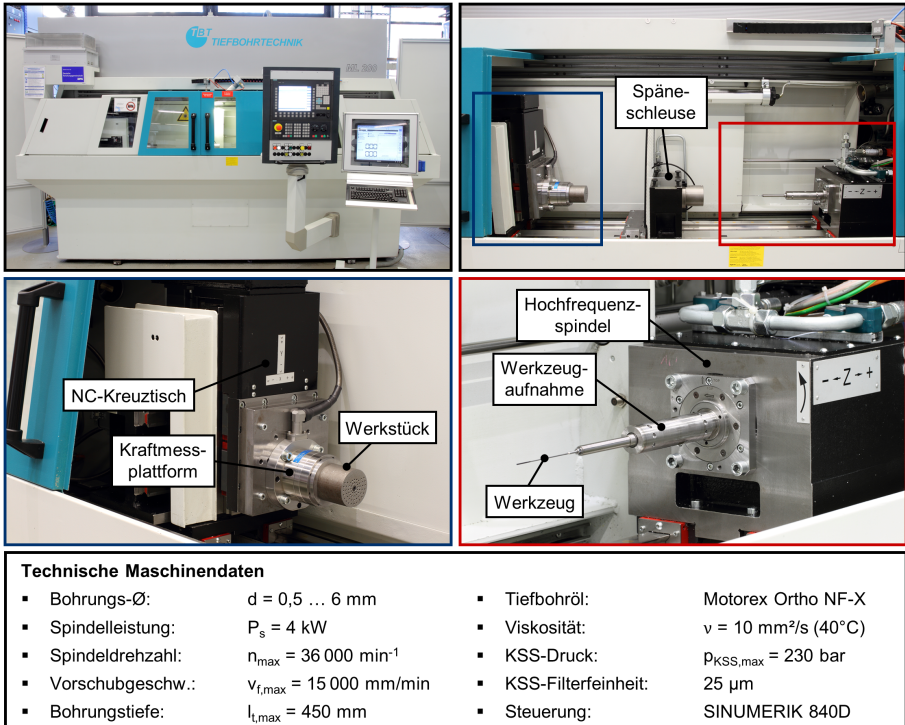 TBT
TIEFBOHRTECHNIK
ML 200
Späne-
schleuse
--Z-+
NC-Kreuztisch
Kraftmess-
plattform
Werkstück
Hochfrequenz-
spindel
Werkzeug-
aufnahme
Werkzeug
--Z-+
Technische Maschinendaten
▪ Bohrungs-Ø: d = 0,5 … 6 mm
▪ Spindelleistung: Pₛ = 4 kW
▪ Spindeldrehzahl: n_max = 36 000 min⁻¹
▪ Vorschubgeschw.: v_f,max = 15 000 mm/min
▪ Bohrungstiefe: l_t,max = 450 mm
▪ Tiefbohröl: Motorex Ortho NF-X
▪ Viskosität: ν = 10 mm²/s (40°C)
▪ KSS-Druck: p_KSS,max = 230 bar
▪ KSS-Filterfeinheit: 25 µm
▪ Steuerung: SINUMERIK 840D